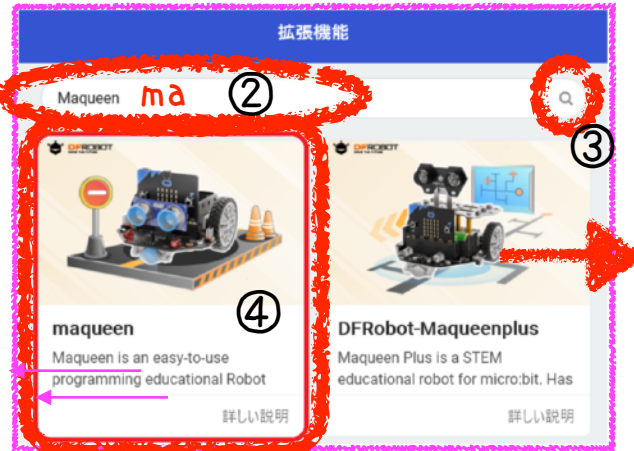 拡張機能
Maqueen ma ②
③
DFROBOT
DFROBOT
④
maqueen
Maqueen is an easy-to-use
programming educational Robot
詳しい説明
DFRobot-Maqueenplus
Maqueen Plus is a STEM
educational robot for micro:bit. Has
詳しい説明